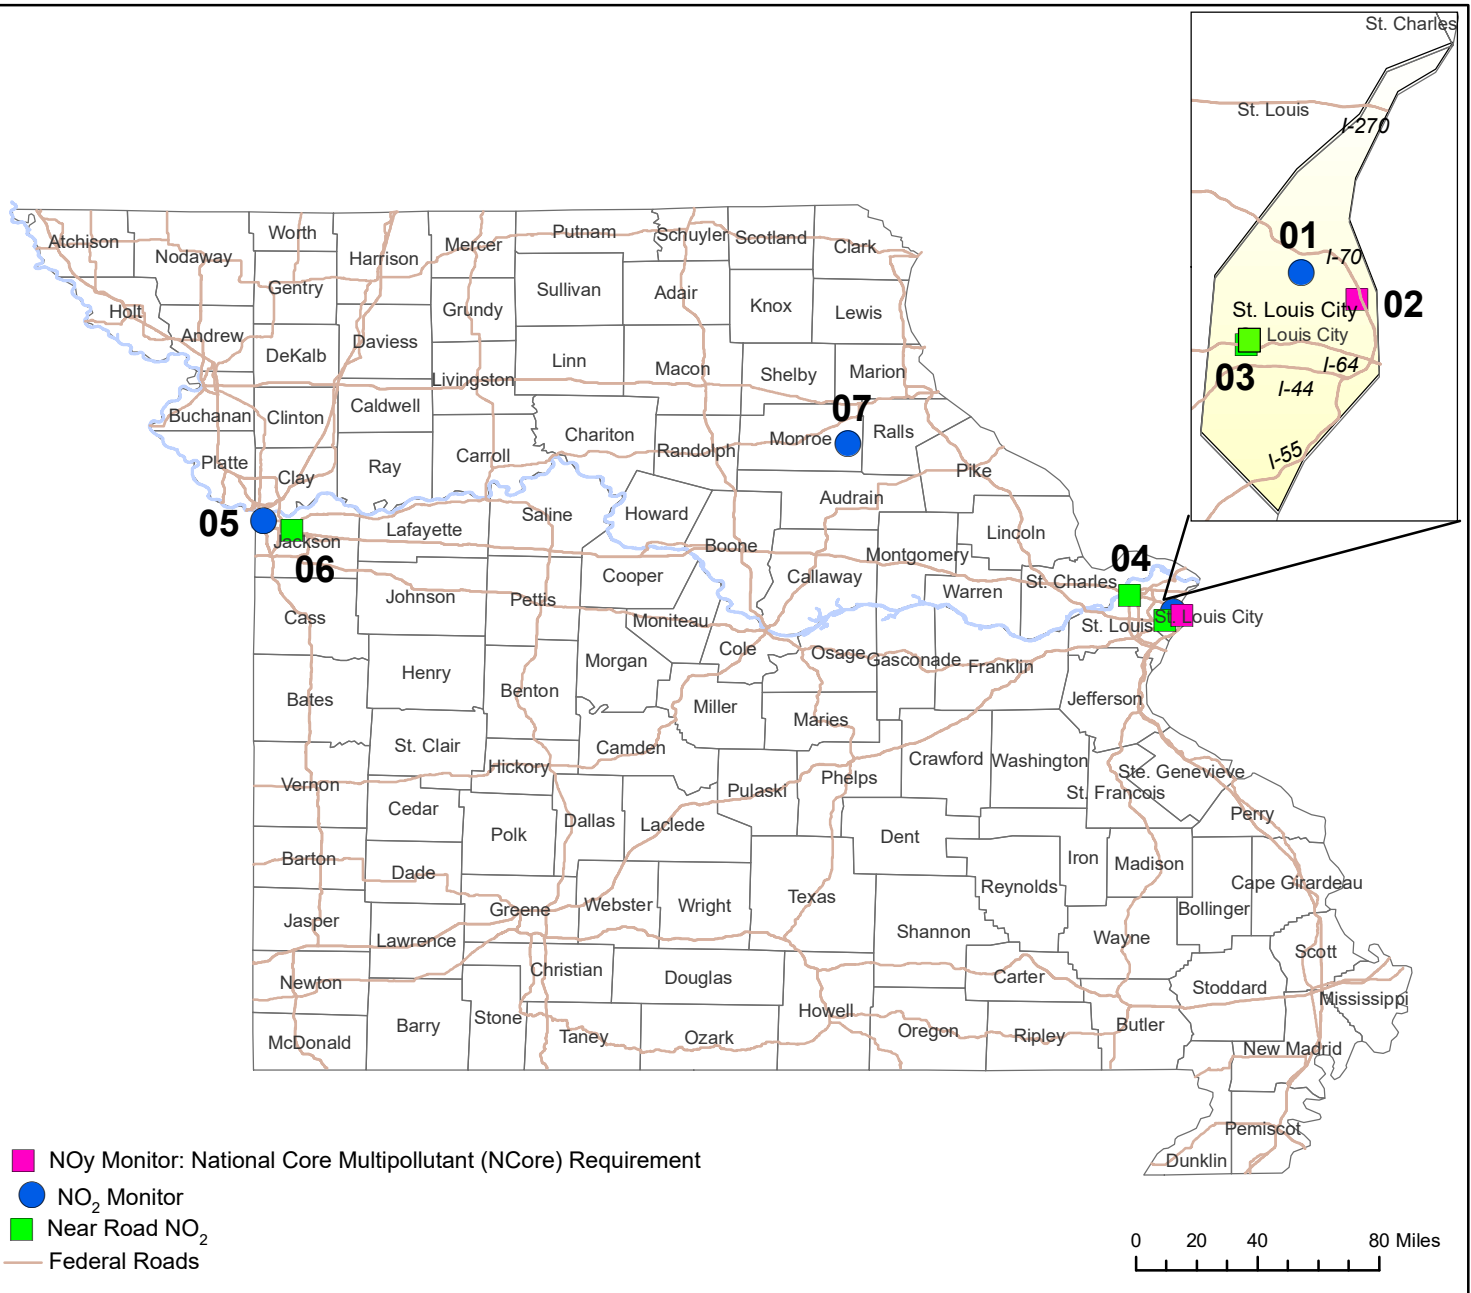 St. Charles
St. Louis
I-270
01
I-70
02
St. Louis City
Louis City
I-64
03
I-44
I-55
Atchison
Nodaway
Worth
Harrison
Mercer
Putnam
Schuyler
Scotland
Clark
Gentry
Holt
Andrew
DeKalb
Daviess
Grundy
Sullivan
Adair
Knox
Lewis
Livingston
Linn
Macon
Shelby
Marion
Buchanan
Clinton
Caldwell
Chariton
07
Randolph
Monroe
Ralls
Platte
Clay
Ray
Carroll
Pike
Audrain
05
Jackson
06
Lafayette
Saline
Howard
Boone
Lincoln
Montgomery
04
Cooper
Callaway
Warren
St. Charles
Cass
Johnson
Pettis
Moniteau
Cole
Osage
Gasconade
Franklin
St. Louis
St. Louis City
Henry
Benton
Morgan
Miller
Maries
Jefferson
Bates
St. Clair
Hickory
Camden
Pulaski
Phelps
Crawford
Washington
Ste. Genevieve
St. Francois
Perry
Vernon
Cedar
Polk
Dallas
Laclede
Dent
Iron
Madison
Barton
Dade
Reynolds
Cape Girardeau
Bollinger
Jasper
Lawrence
Greene
Webster
Wright
Texas
Shannon
Wayne
Scott
Newton
Christian
Douglas
Carter
Stoddard
Mississippi
McDonald
Barry
Stone
Taney
Ozark
Howell
Oregon
Ripley
Butler
New Madrid
Pemiscot
Dunklin
NOy Monitor: National Core Multipollutant (NCore) Requirement
NO2 Monitor
Near Road NO2
Federal Roads
0 20 40 80 Miles